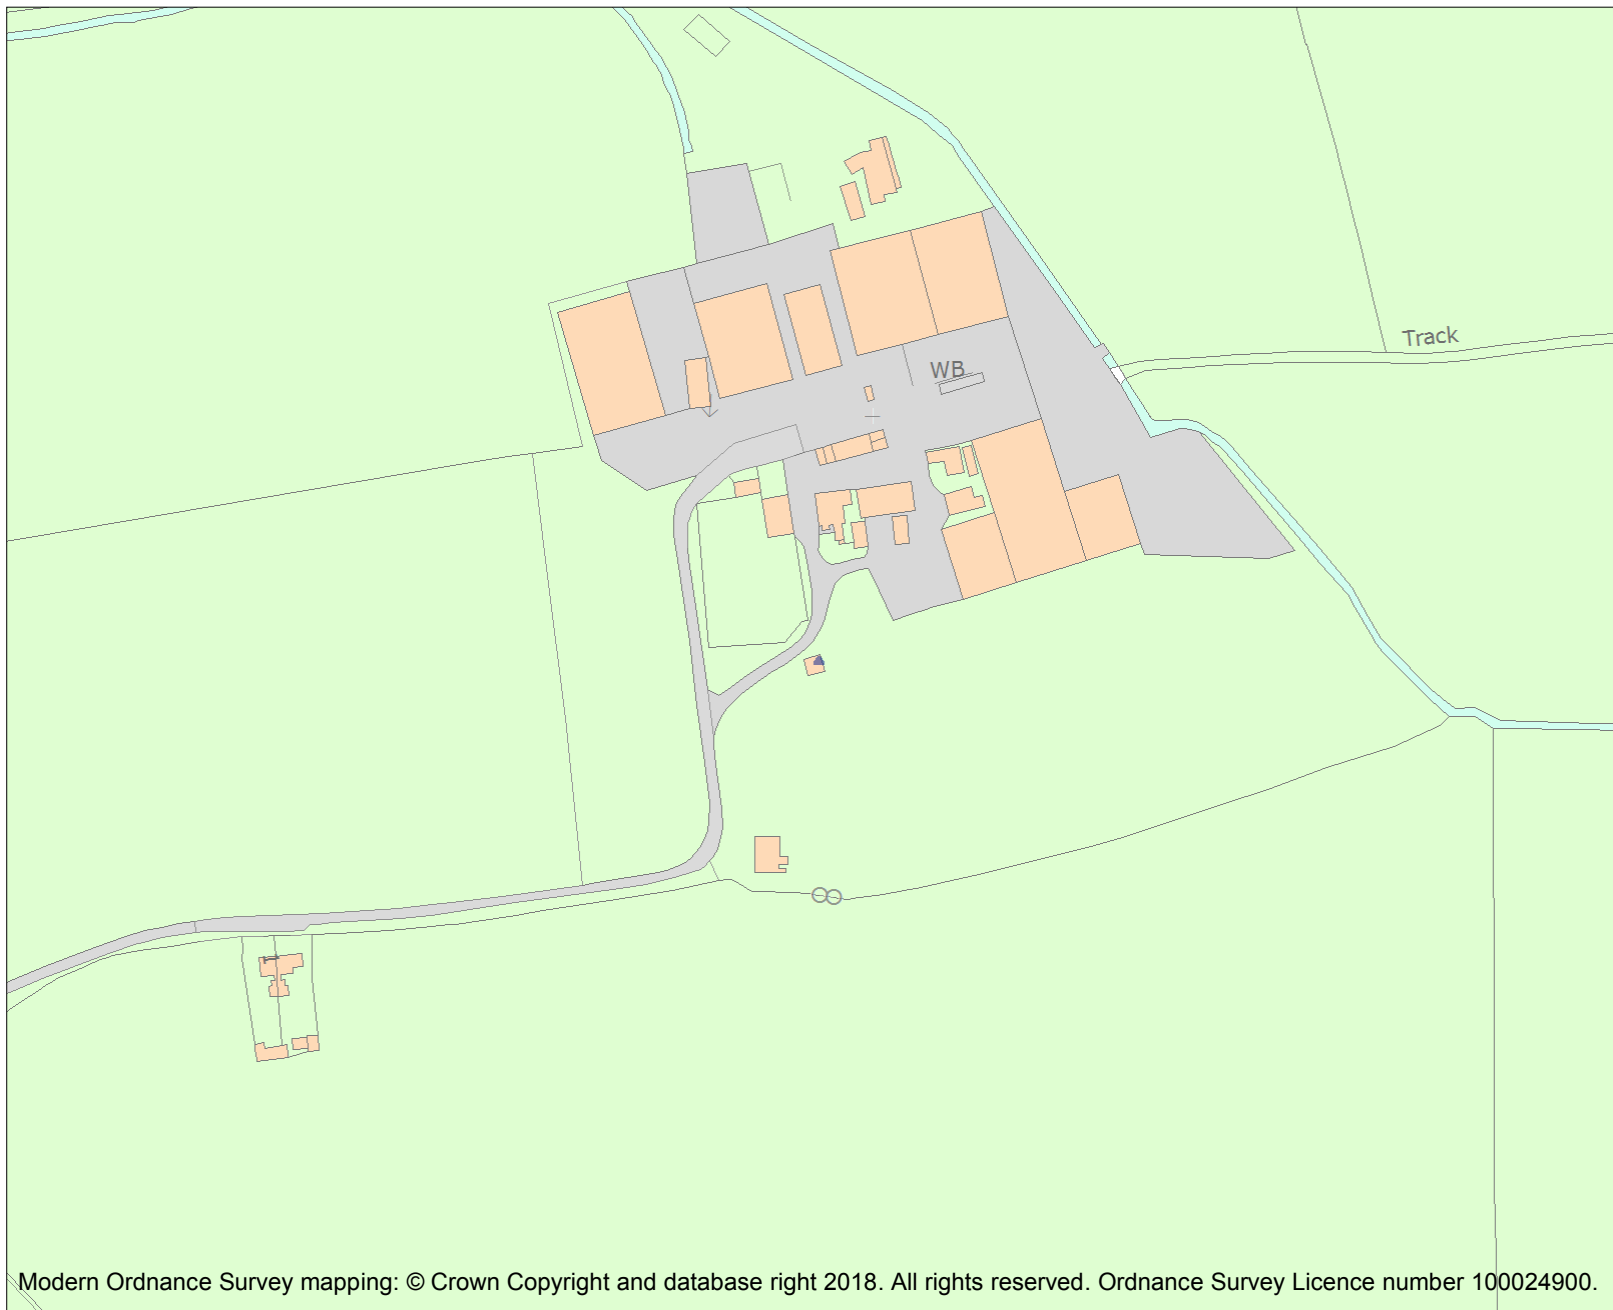 Track
WB
Modern Ordnance Survey mapping: © Crown Copyright and database right 2018. All rights reserved. Ordnance Survey Licence number 100024900.